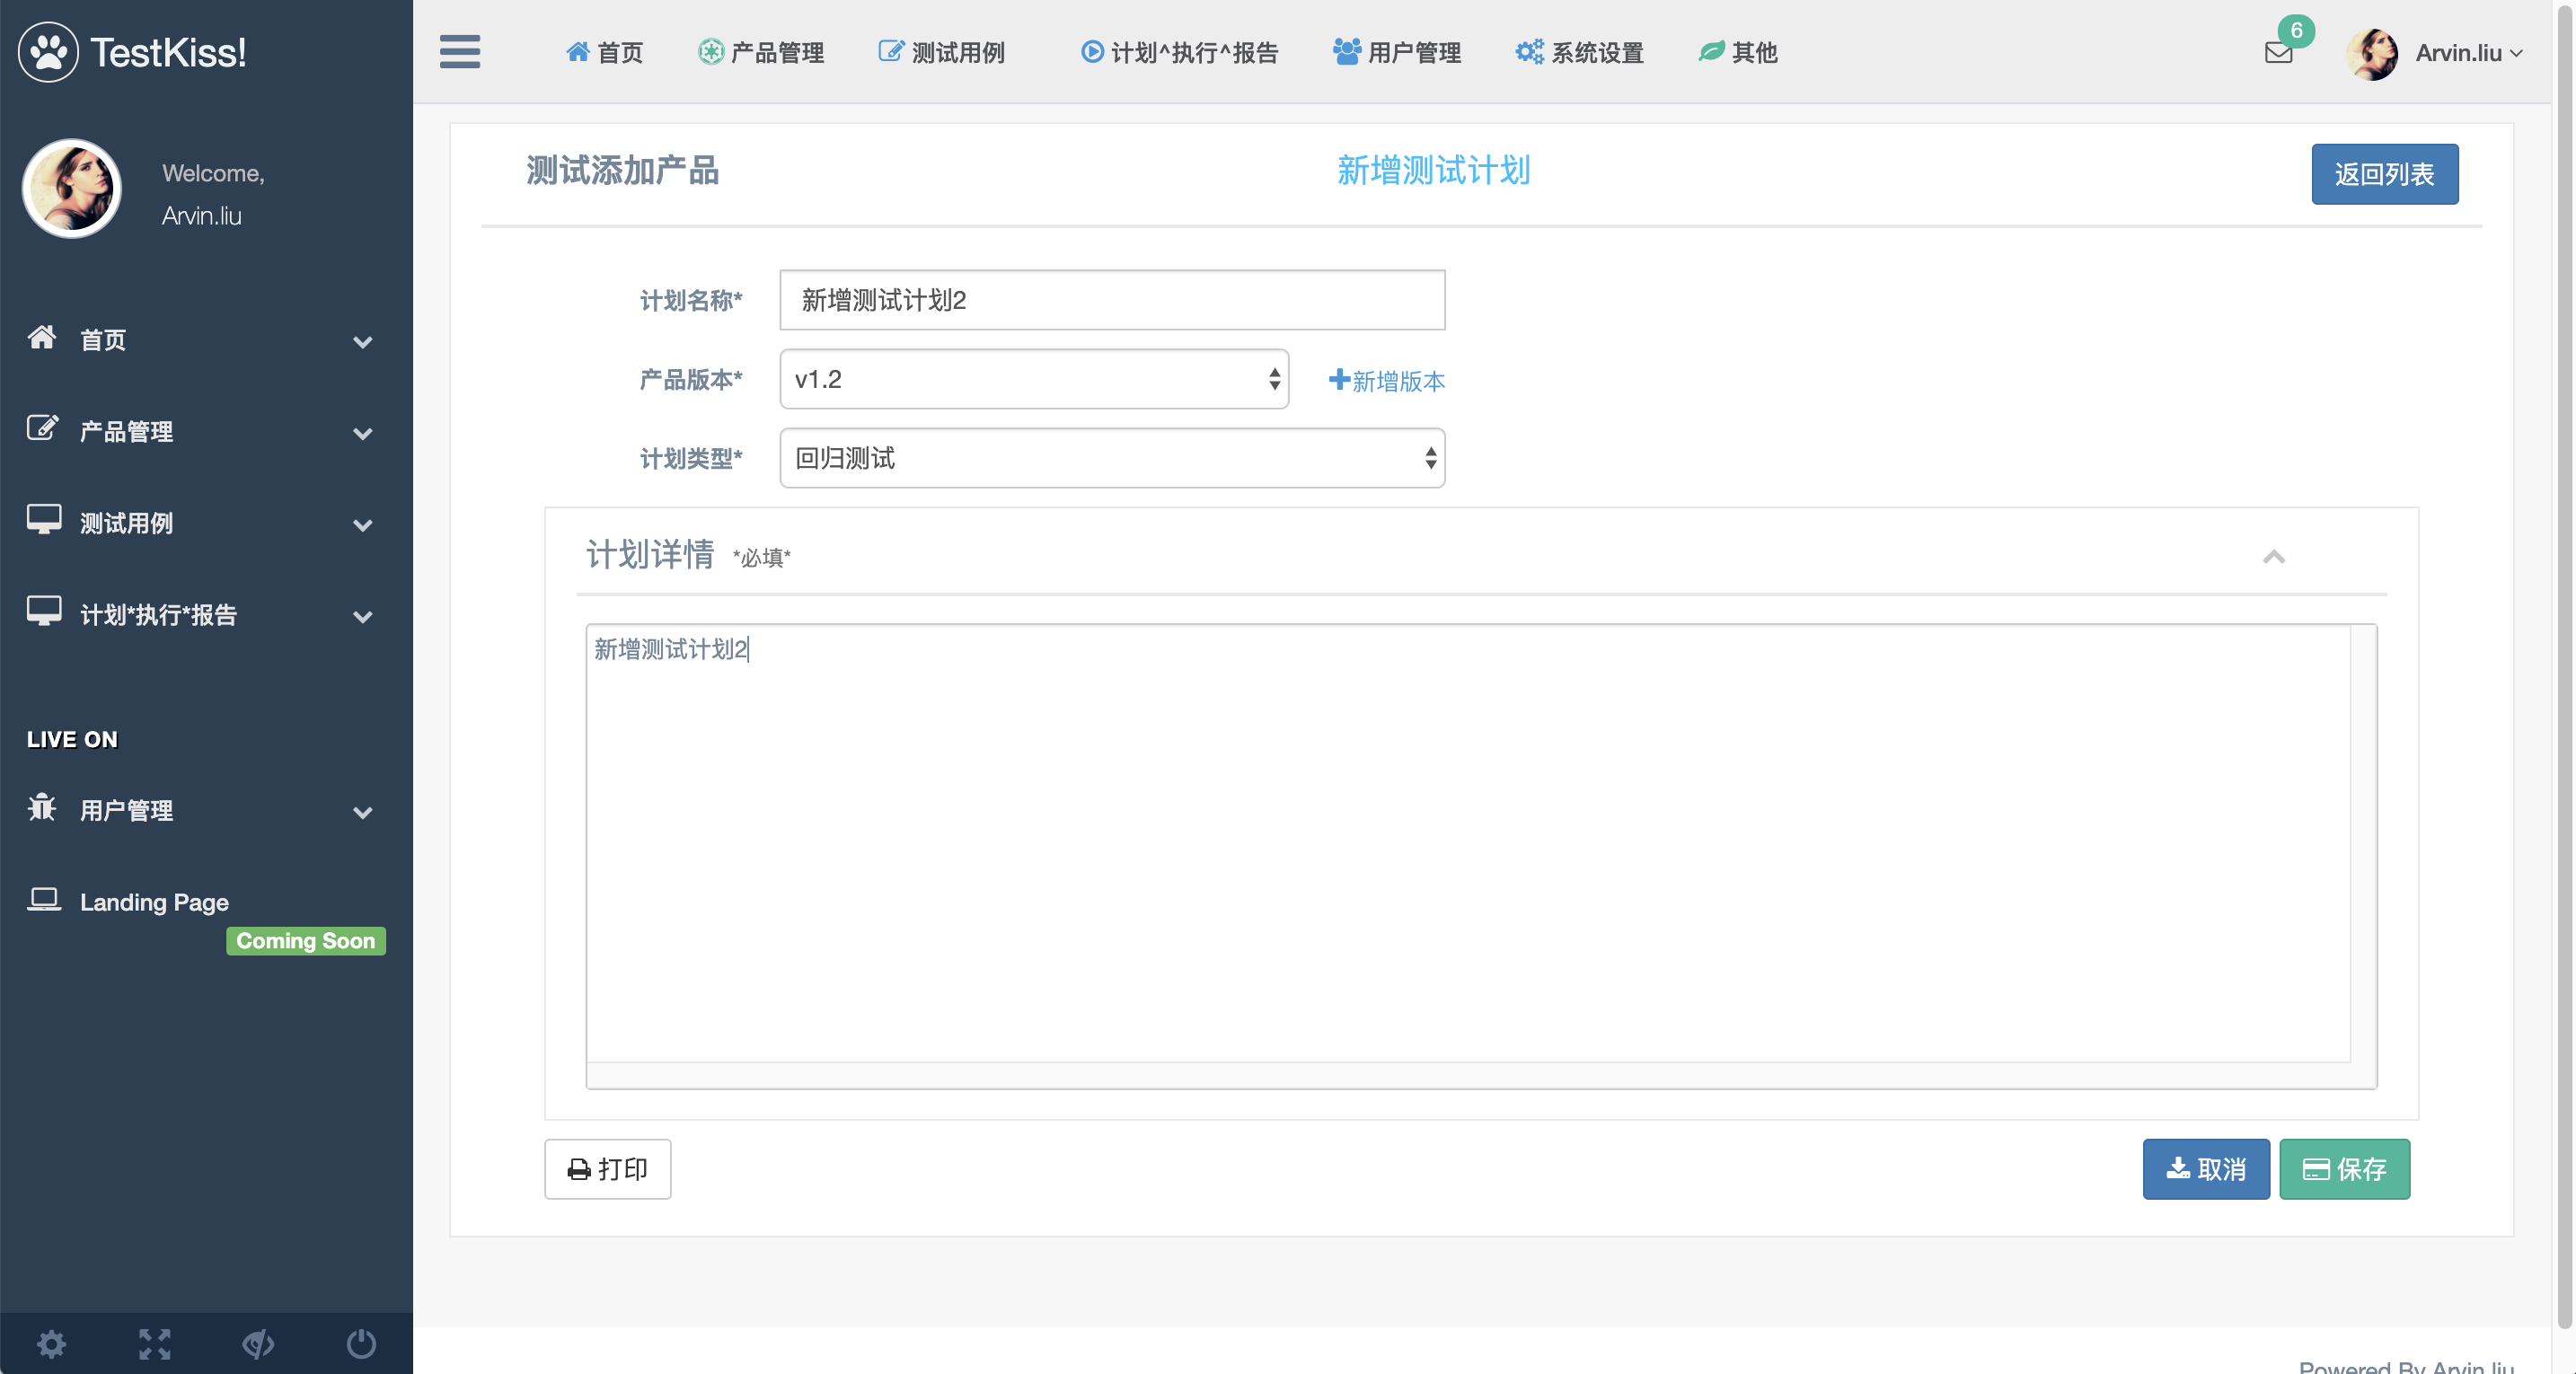 TestKiss!
首页
产品管理
测试用例
计划^执行^报告
用户管理
系统设置
其他
6
Arvin.liu
Welcome,
Arvin.liu
首页
产品管理
测试用例
计划*执行*报告
LIVE ON
用户管理
Landing Page
Coming Soon
测试添加产品
新增测试计划
返回列表
计划名称*
新增测试计划2
产品版本*
v1.2
新增版本
计划类型*
回归测试
计划详情 *必填*
新增测试计划2
打印
取消
保存
Powered By Arvin.liu